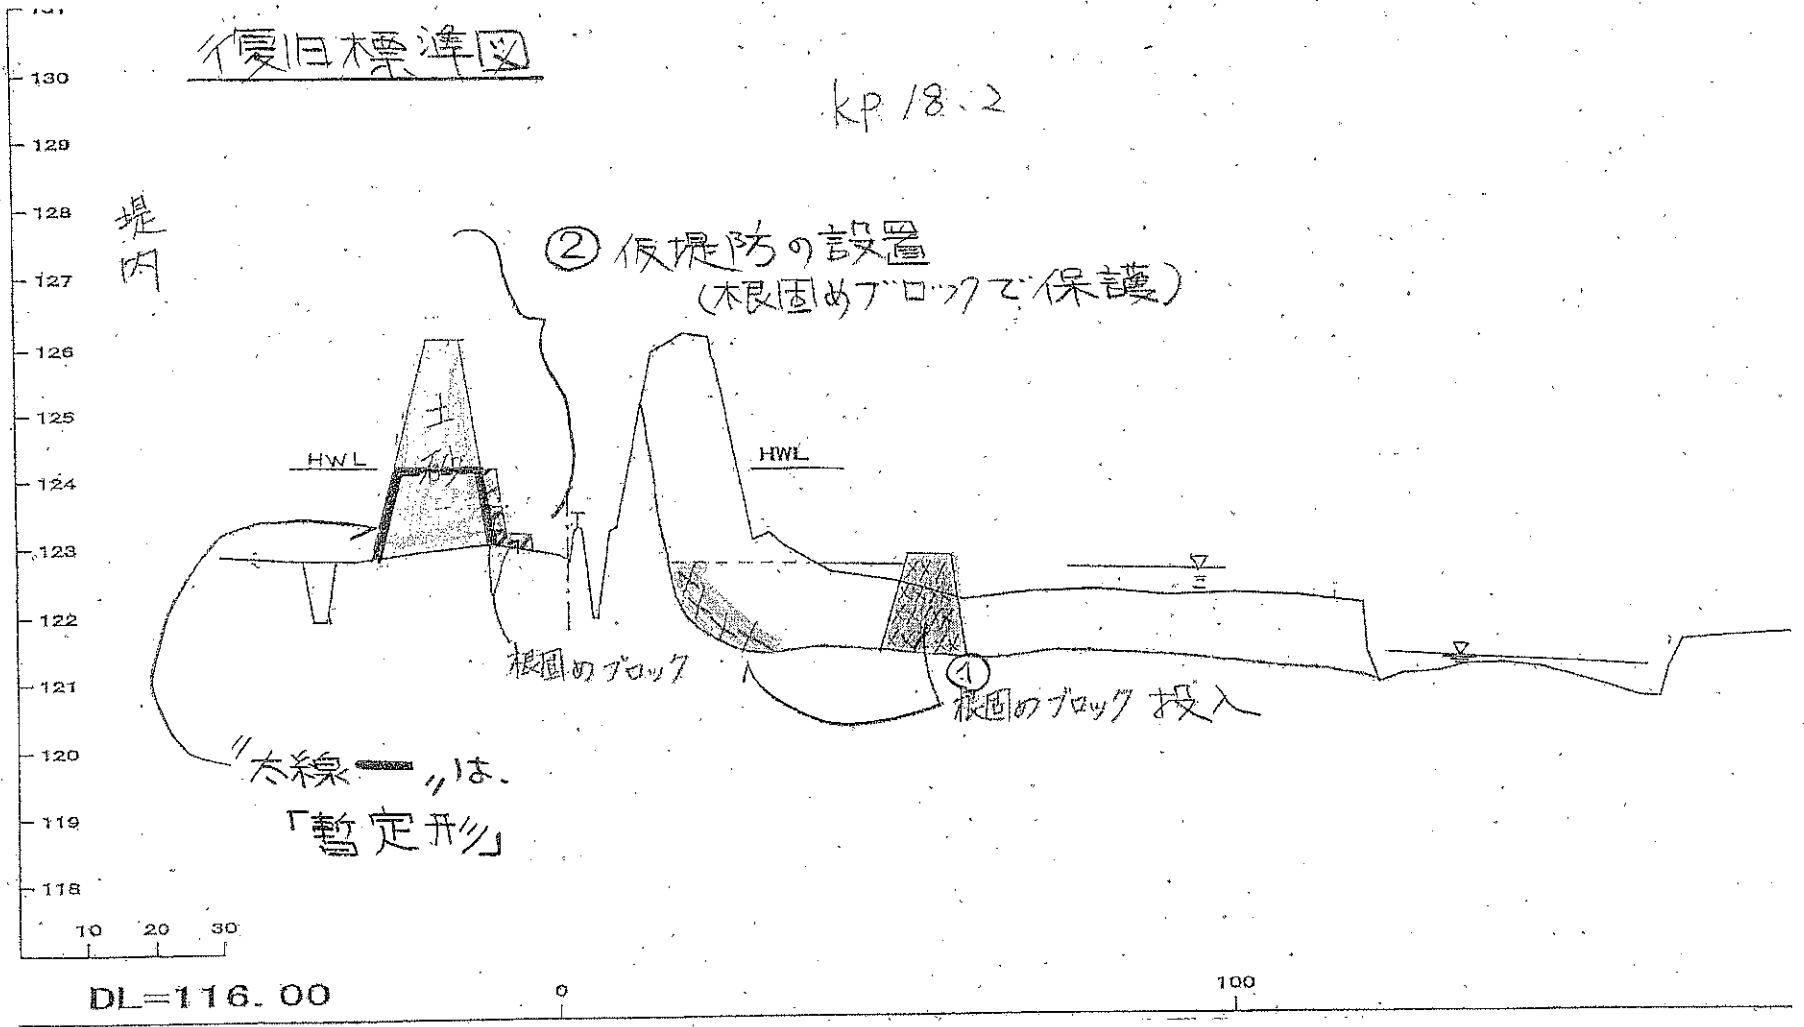 復旧標準図
kp 18.2
130
129
128
127
126
125
124
123
122
121
120
119
118
堤
内
② 仮堤防の設置
(根固めブロックで保護)
土
砂
HWL
HWL
根固めブロック
①
根固めブロック 投入
"太線 ━ 〃は、
「暫定形」
10 20 30
DL=116.00
0
100